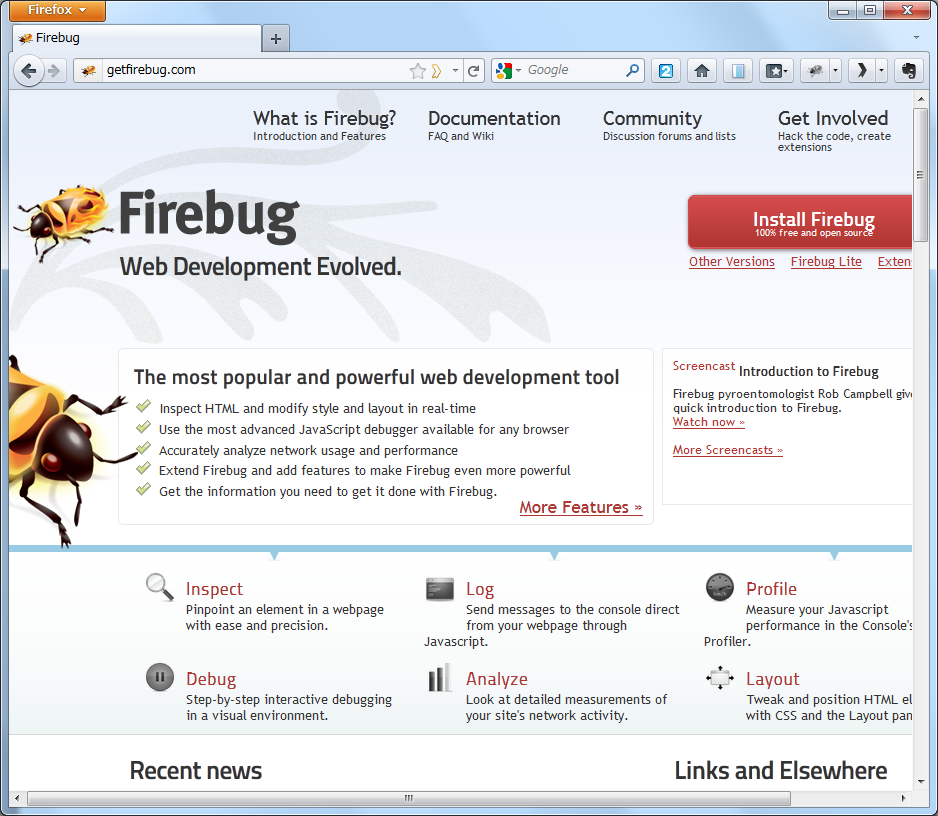 Firefox
Firebug
getfirebug.com
Google
What is Firebug?
Introduction and Features
Documentation
FAQ and Wiki
Community
Discussion forums and lists
Get Involved
Hack the code, create
extensions
Firebug
Web Development Evolved.
Install Firebug
100% free and open source
Other Versions
Firebug Lite
Exten
The most popular and powerful web development tool
Inspect HTML and modify style and layout in real-time
Use the most advanced JavaScript debugger available for any browser
Accurately analyze network usage and performance
Extend Firebug and add features to make Firebug even more powerful
Get the information you need to get it done with Firebug.
More Features »
Screencast Introduction to Firebug
Firebug pyroentomologist Rob Campbell give
quick introduction to Firebug.
Watch now »
More Screencasts »
Inspect
Pinpoint an element in a webpage
with ease and precision.
Log
Send messages to the console direct
from your webpage through
Javascript.
Profile
Measure your Javascript
performance in the Console's
Profiler.
Debug
Step-by-step interactive debugging
in a visual environment.
Analyze
Look at detailed measurements of
your site's network activity.
Layout
Tweak and position HTML el
with CSS and the Layout pan
Recent news
Links and Elsewhere